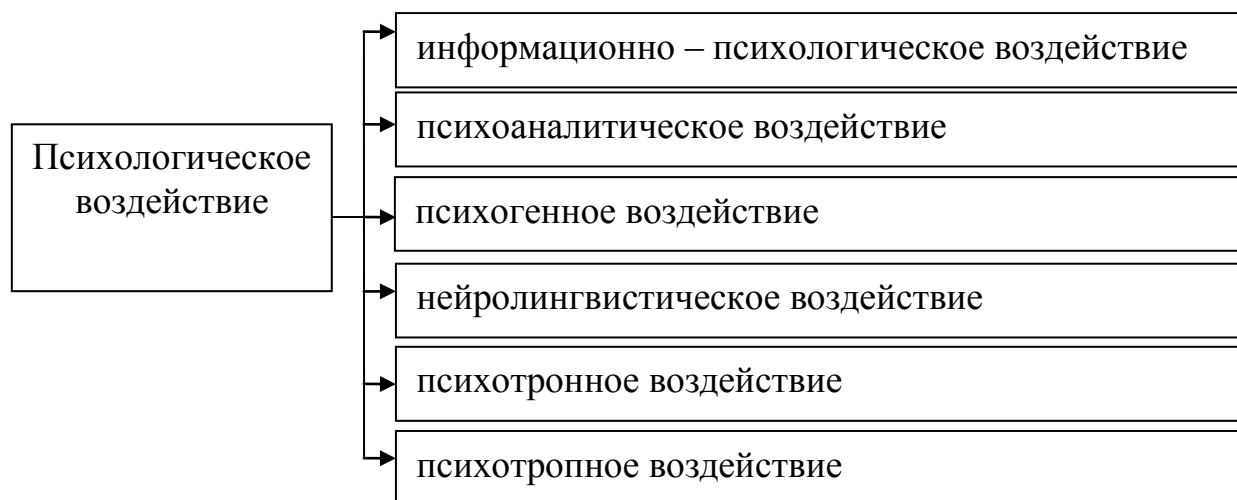 информационно – психологическое воздействие
психоаналитическое воздействие
Психологическое
воздействие
психогенное воздействие
нейролингвистическое воздействие
психотронное воздействие
психотропное воздействие